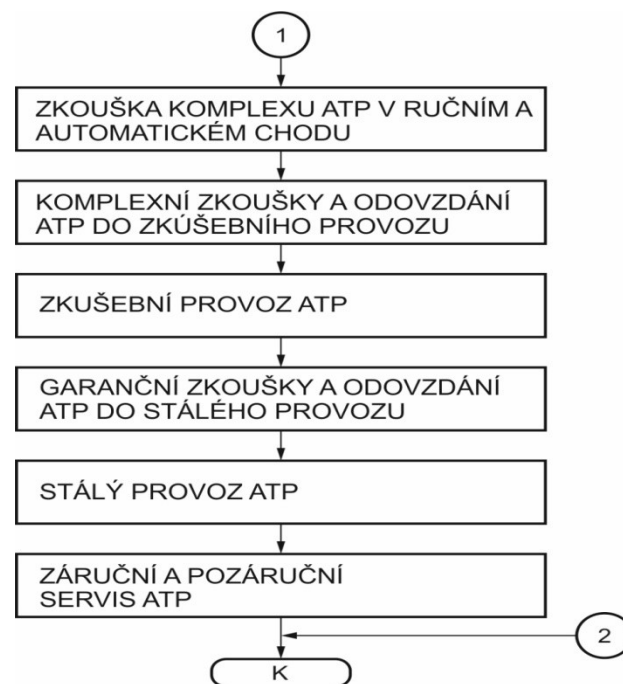 1
ZKOUŠKA KOMPLEXU ATP V RUČNÍM A
AUTOMATICKÉM CHODU
KOMPLEXNÍ ZKOUŠKY A ODOVZDÁNÍ
ATP DO ZKÚŠEBNÍHO PROVOZU
ZKUŠEBNÍ PROVOZ ATP
GARANČNÍ ZKOUŠKY A ODOVZDÁNÍ
ATP DO STÁLÉHO PROVOZU
STÁLÝ PROVOZ ATP
ZÁRUČNÍ A POZÁRUČNÍ
SERVIS ATP
2
K